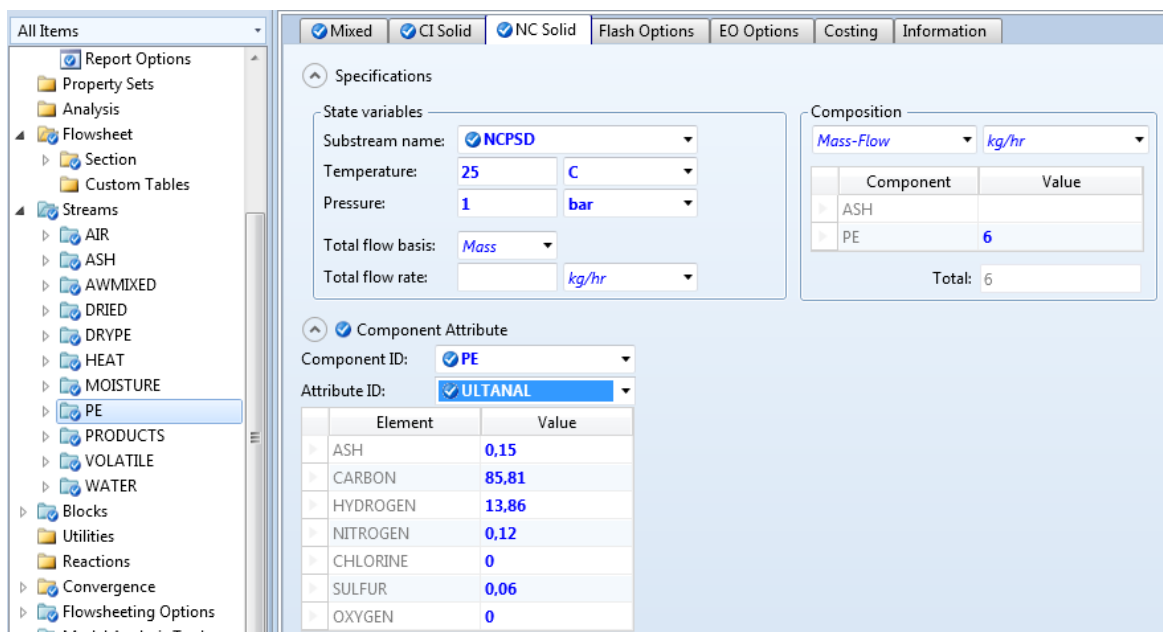 All Items
Report Options
Property Sets
Analysis
Flowsheet
Section
Custom Tables
Streams
AIR
ASH
AWMIXED
DRIED
DRYPE
HEAT
MOISTURE
PE
PRODUCTS
VOLATILE
WATER
Blocks
Utilities
Reactions
Convergence
Flowsheeting Options
Mixed CI Solid NC Solid Flash Options EO Options Costing Information
Specifications
State variables
Substream name: NCPSD
Temperature: 25 C
Pressure: 1 bar
Total flow basis: Mass
Total flow rate: kg/hr
Composition
Mass-Flow kg/hr
Component Value
ASH
PE 6
Total: 6
Component Attribute
Component ID: PE
Attribute ID: ULTANAL
Element Value
ASH 0,15
CARBON 85,81
HYDROGEN 13,86
NITROGEN 0,12
CHLORINE 0
SULFUR 0,06
OXYGEN 0